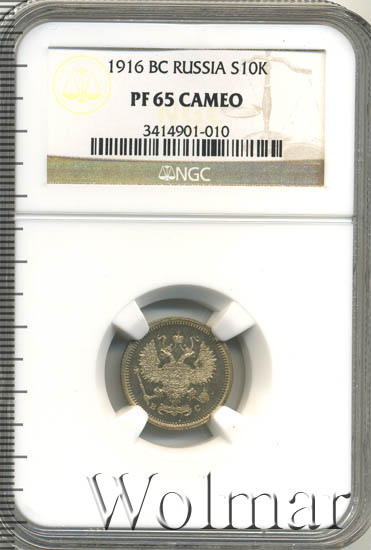 1916 BC RUSSIA S10K
PF 65 CAMEO
3414901-010
NGC
Wolmar